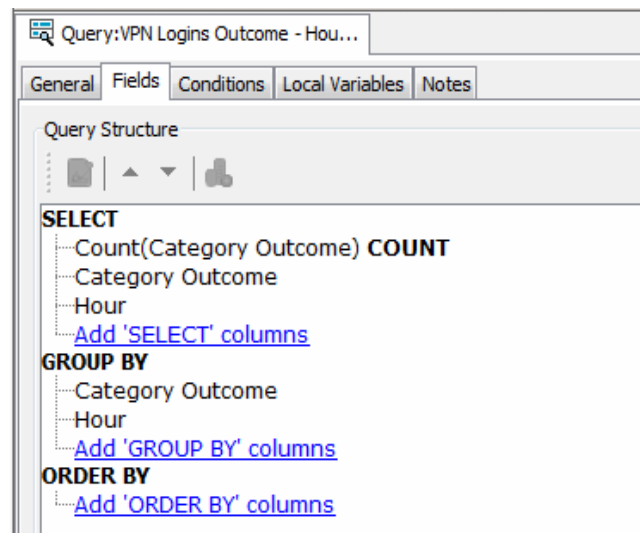 Query:VPN Logins Outcome - Hou...
General Fields Conditions Local Variables Notes
Query Structure
SELECT
Count(Category Outcome) COUNT
Category Outcome
Hour
Add 'SELECT' columns
GROUP BY
Category Outcome
Hour
Add 'GROUP BY' columns
ORDER BY
Add 'ORDER BY' columns